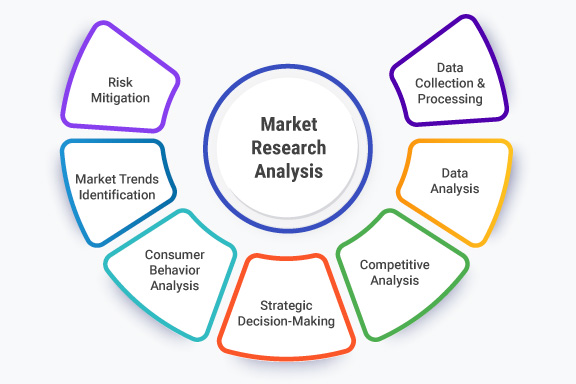 Market
Research
Analysis
Risk
Mitigation
Market Trends
Identification
Consumer
Behavior
Analysis
Strategic
Decision-Making
Competitive
Analysis
Data
Analysis
Data
Collection &
Processing